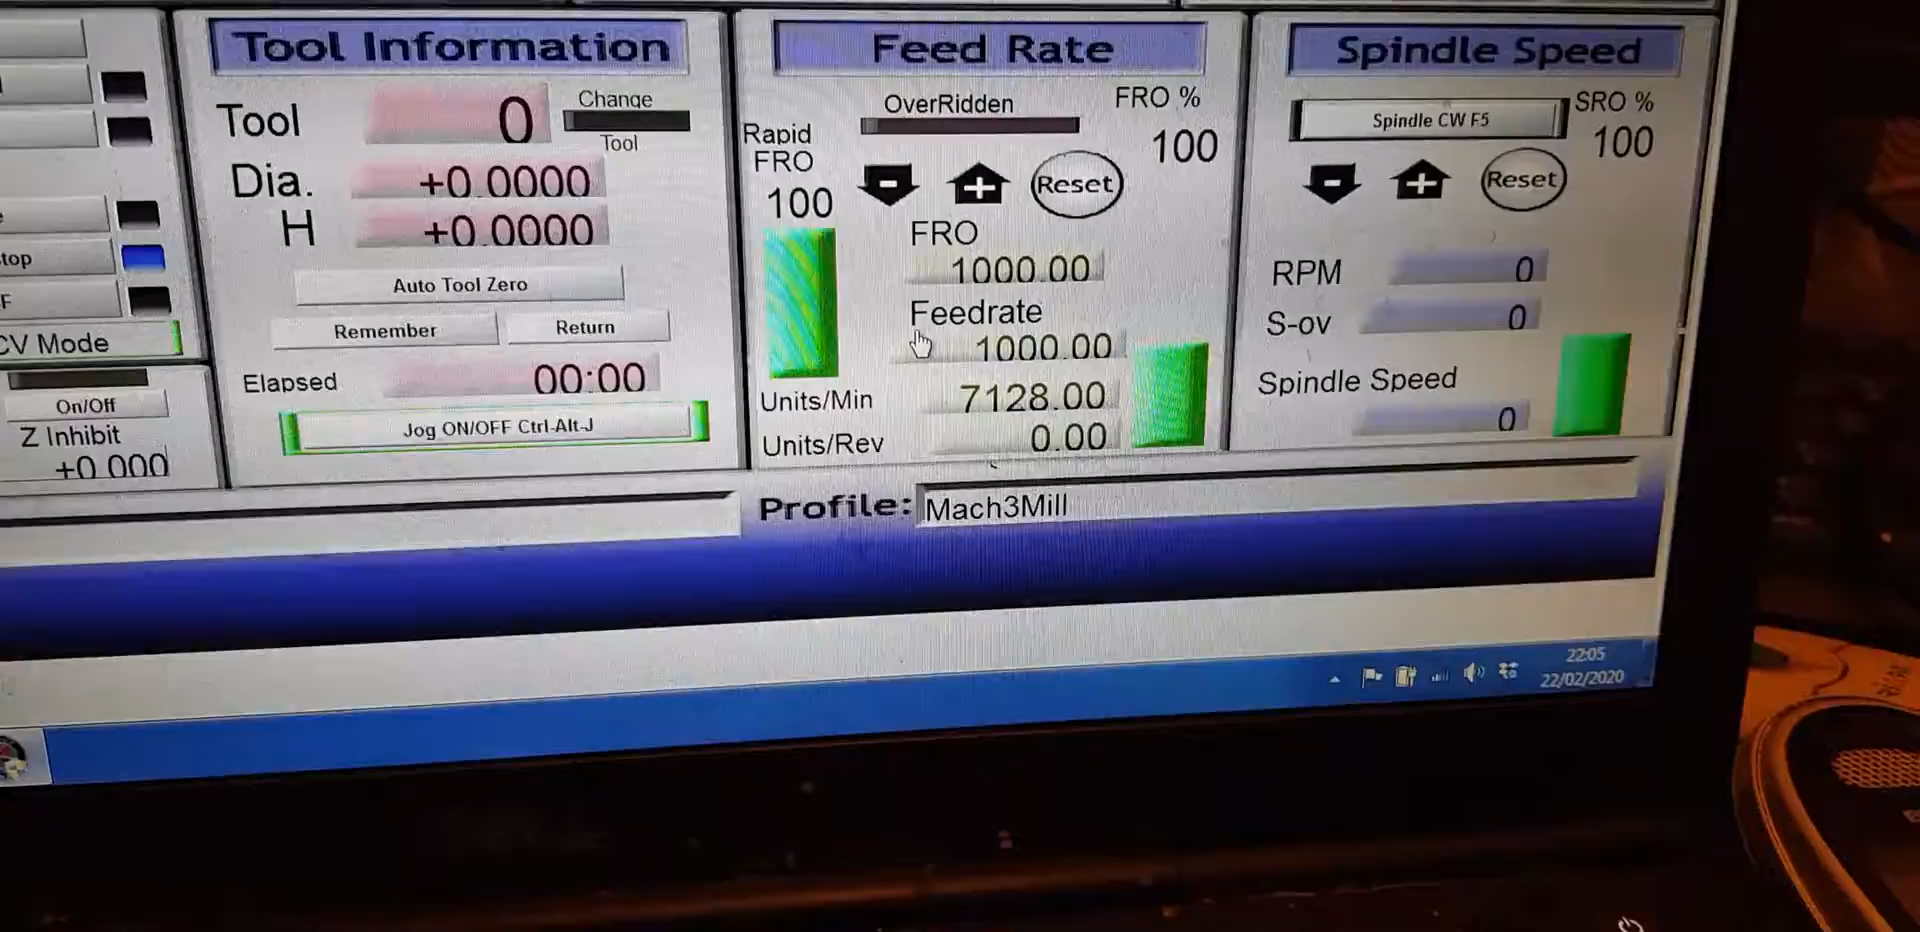 Tool Information
Tool 0
Change
Tool
Dia. +0.0000
H +0.0000
Auto Tool Zero
Remember
Return
Elapsed 00:00
Jog ON/OFF Ctrl-Alt-J
top
F
CV Mode
On/Off
Z Inhibit
+0.000
Feed Rate
OverRidden
FRO %
100
Rapid
FRO
100
-
+
Reset
FRO
1000.00
Feedrate
1000.00
Units/Min 7128.00
Units/Rev 0.00
Spindle Speed
Spindle CW F5
SRO %
100
-
+
Reset
RPM 0
S-ov 0
Spindle Speed
0
Profile: Mach3Mill
22:05
22/02/2020